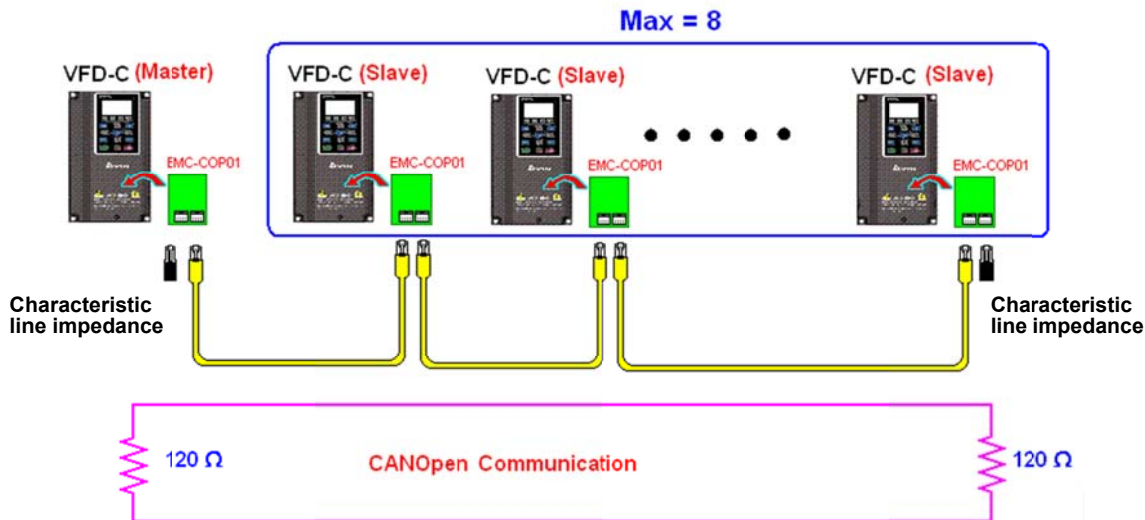 Max = 8
VFD-C (Master)
VFD-C (Slave)
VFD-C (Slave)
VFD-C (Slave)
EMC-COP01
EMC-COP01
EMC-COP01
EMC-COP01
Characteristic
line impedance
Characteristic
line impedance
120 Ω
CANOpen Communication
120 Ω